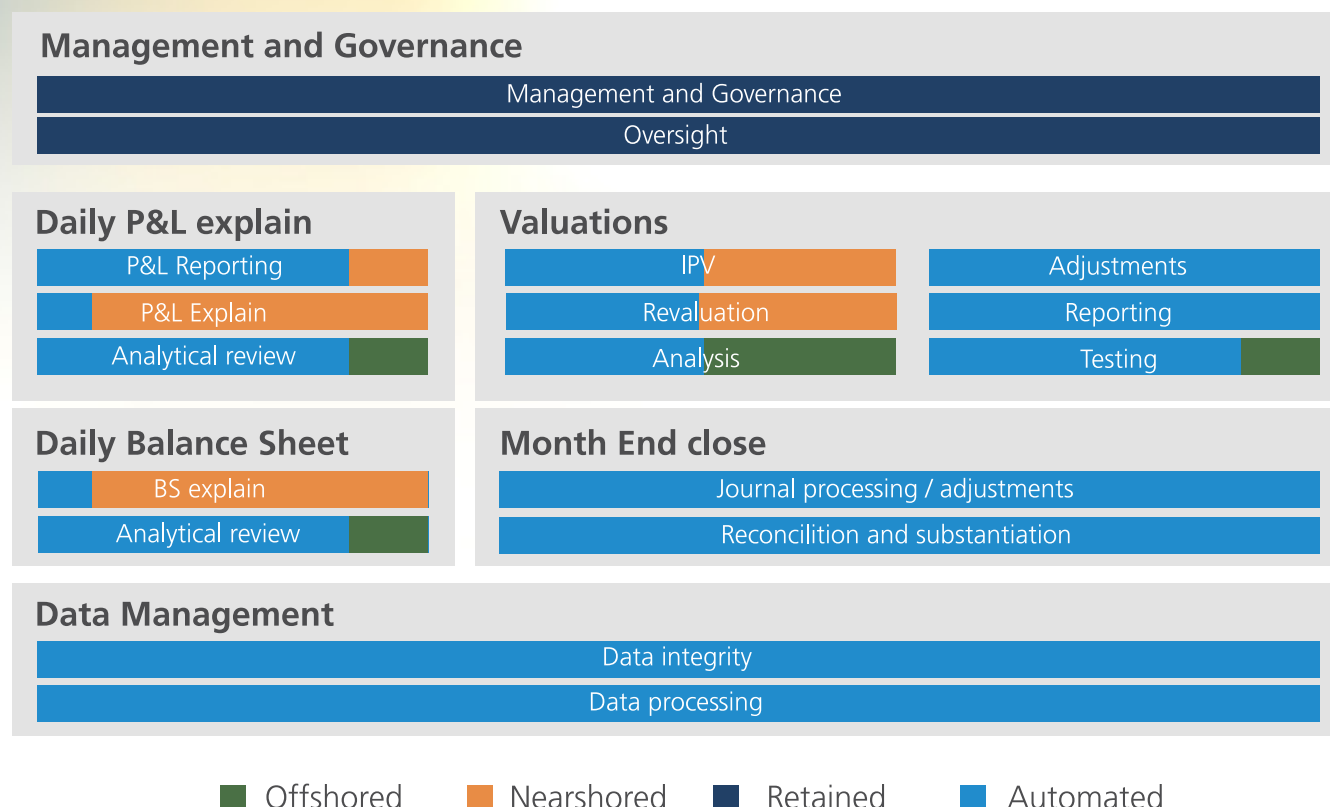 Management and Governance
Management and Governance
Oversight
Daily P&L explain
P&L Reporting
P&L Explain
Analytical review
Valuations
IPV
Revaluation
Analysis
Adjustments
Reporting
Testing
Daily Balance Sheet
BS explain
Analytical review
Month End close
Journal processing / adjustments
Reconcilition and substantiation
Data Management
Data integrity
Data processing
Offshored Nearshored Retained Automated